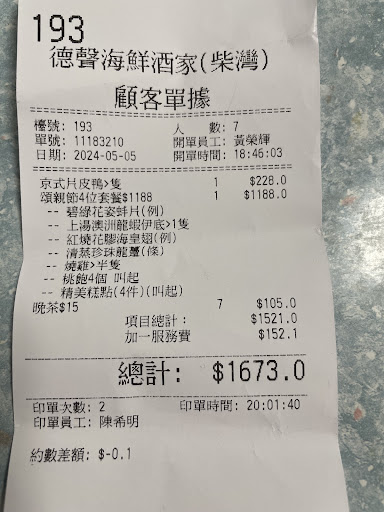 193
德聲海鮮酒家(柴灣)
顧客單據
檯號: 193 人 數: 7
單號: 11183210 開單員工: 黃榮輝
日期: 2024-05-05 開單時間: 18:46:03
京式片皮鴨>隻 1 $228.0
頌親節4位套餐$1188 1 $1188.0
-- 碧綠花姿蚌片(例)
-- 上湯澳洲龍蝦伊底>1隻
-- 紅燒花膠海皇翅(例)
-- 清蒸珍珠龍躉(條)
-- 燒雞>半隻
-- 桃飽4個 叫起
-- 精美糕點(4件)(叫起)
晚茶$15 7 $105.0
項目總計: $1521.0
加一服務費 $152.1
總計: $1673.0
印單次數: 2 印單時間: 20:01:40
印單員工: 陳希明
約數差額: $-0.1